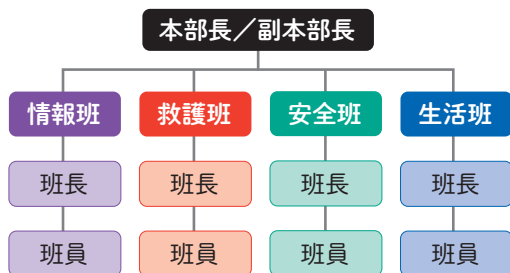 本部長／副本部長
情報班 救護班 安全班 生活班
班長 班長 班長 班長
班員 班員 班員 班員